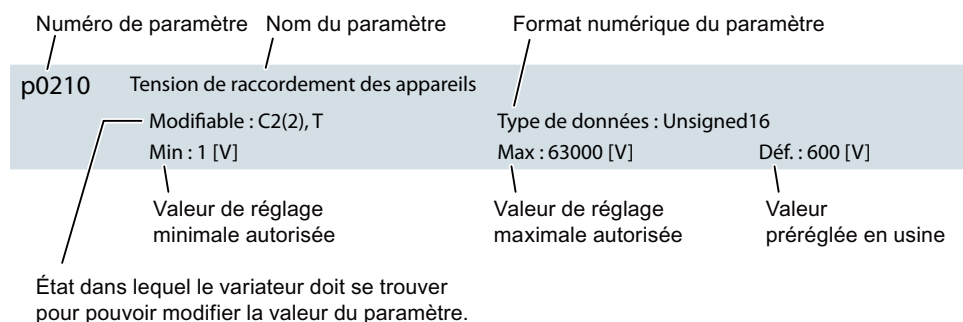 Numéro de paramètre Nom du paramètre Format numérique du paramètre
p0210 Tension de raccordement des appareils
Modifiable : C2(2), T Type de données : Unsigned16
Min : 1 [V] Max : 63000 [V] Déf. : 600 [V]
Valeur de réglage Valeur de réglage Valeur
minimale autorisée maximale autorisée préréglée en usine
État dans lequel le variateur doit se trouver
pour pouvoir modifier la valeur du paramètre.